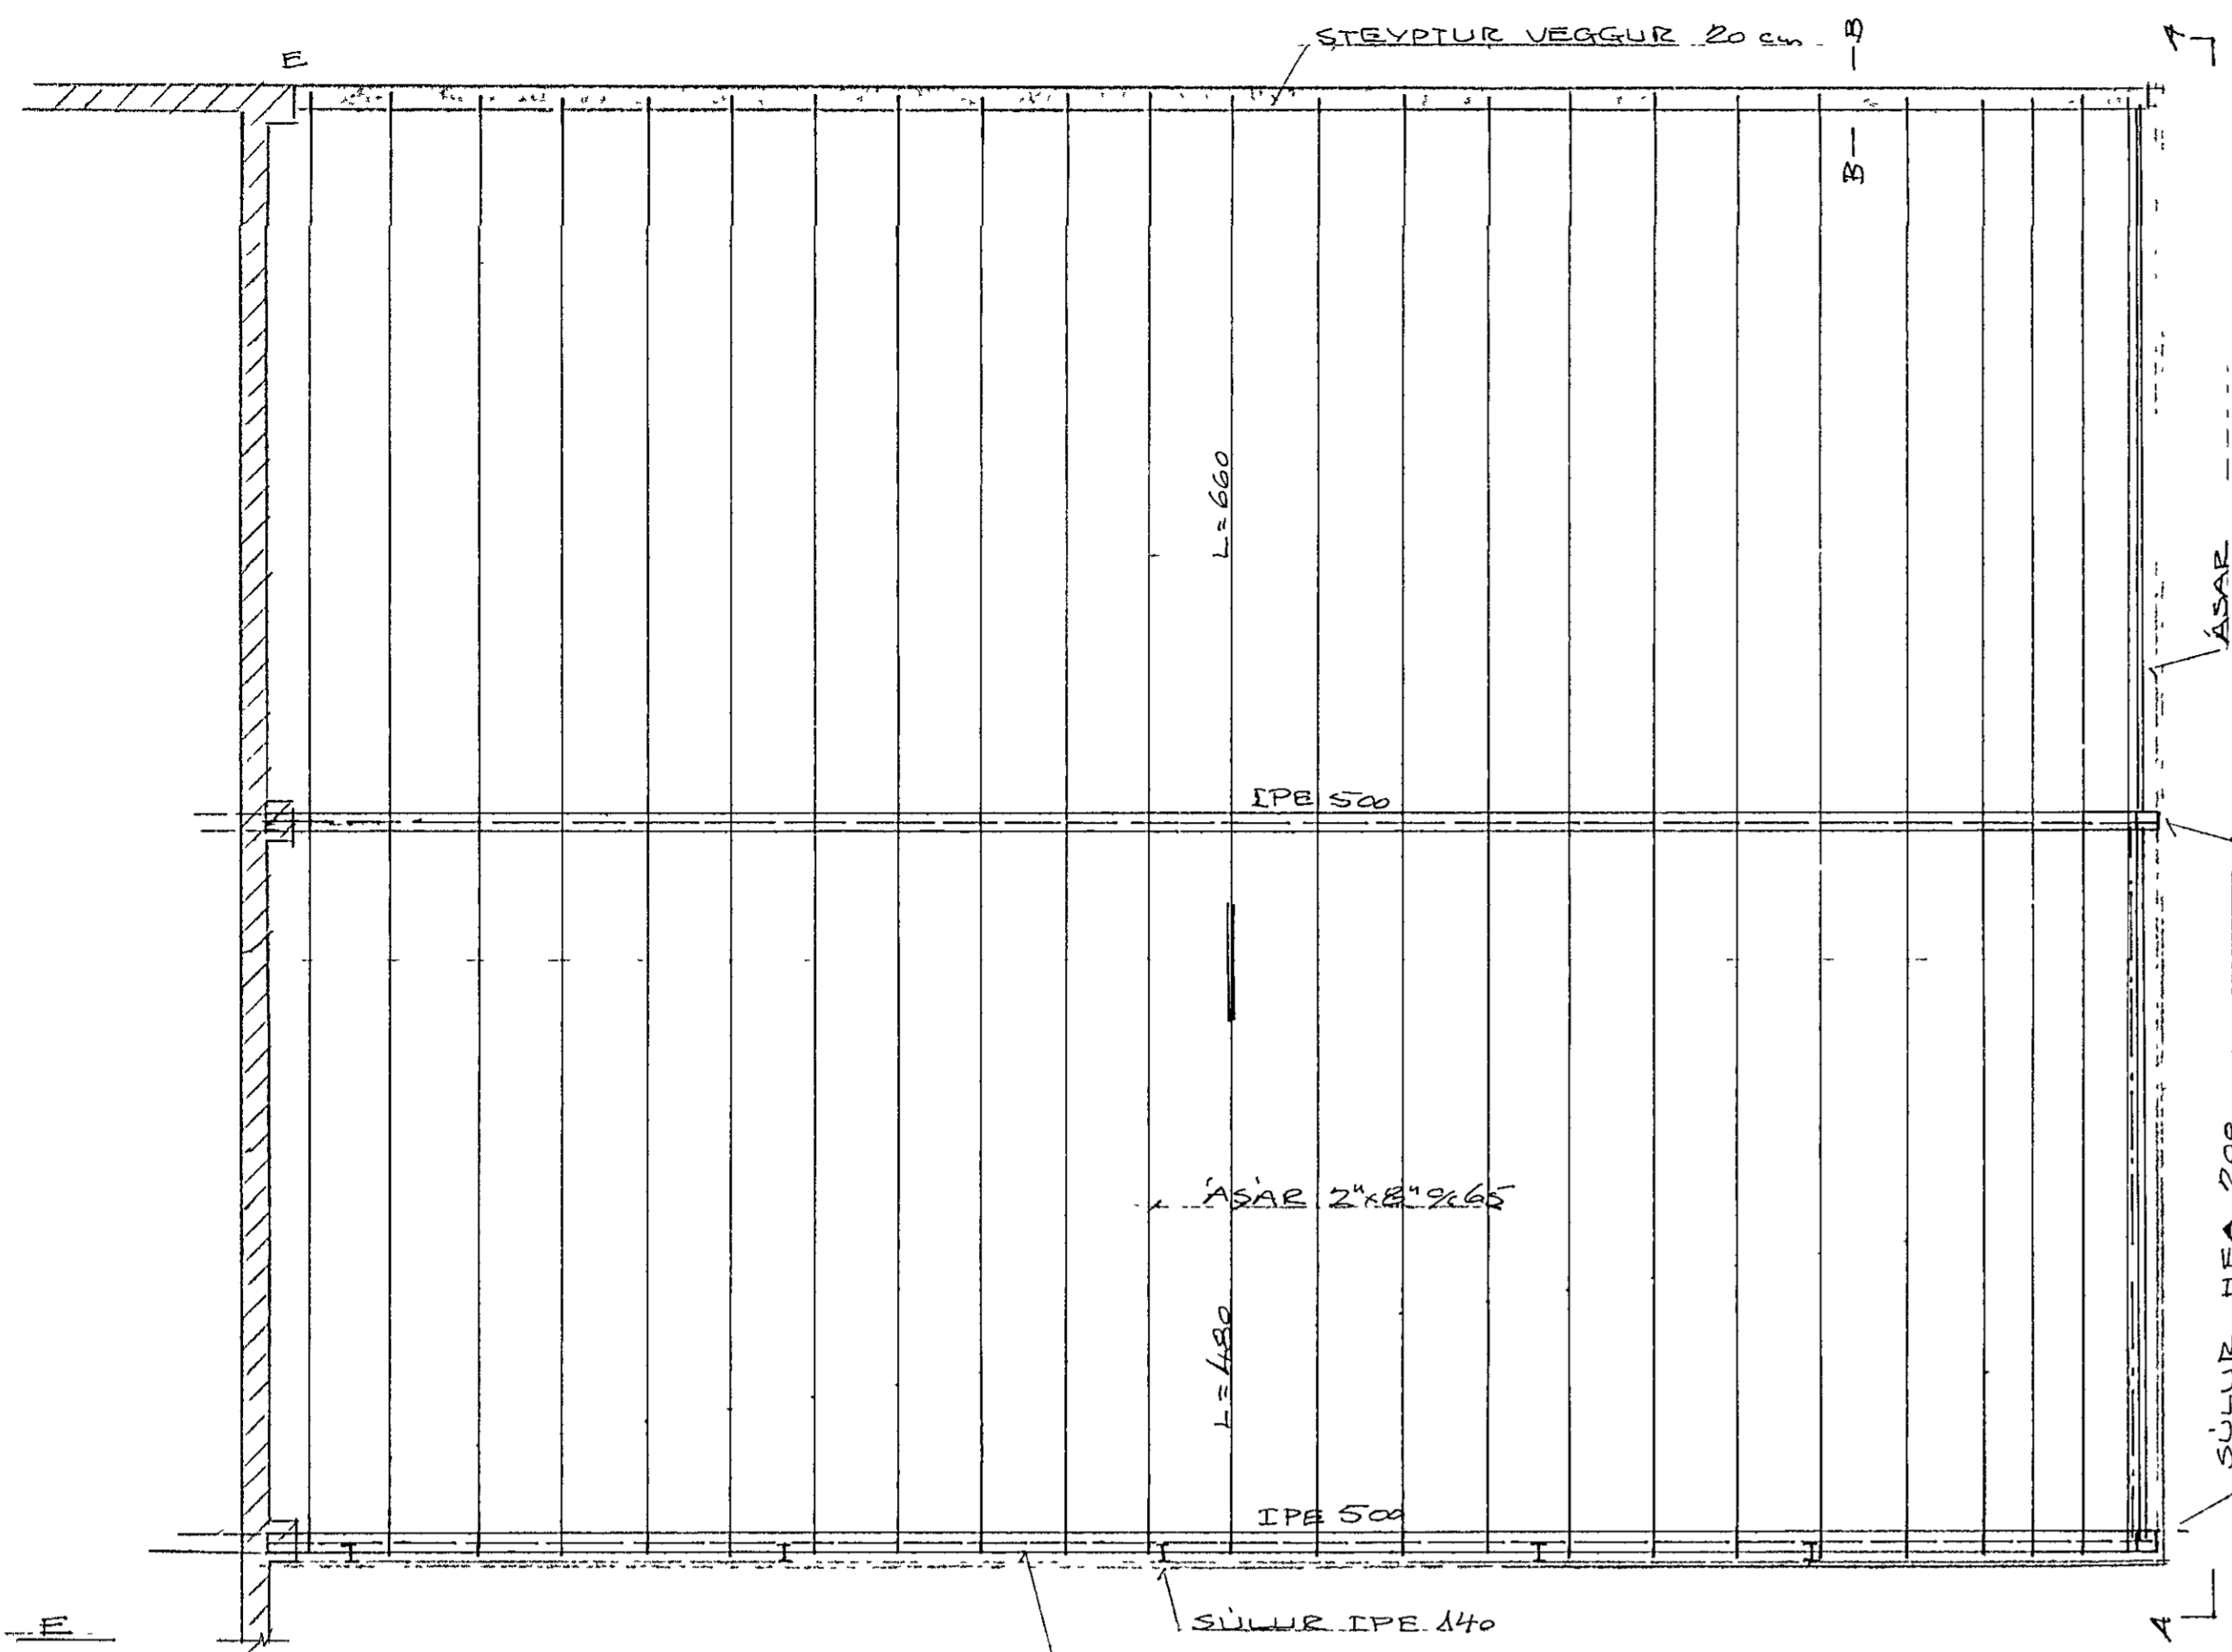 STEYPTUR VEGGUR 20 cm
B
A
E
B
L=660
ÁSAR
IPE 500
ÁSAR 2"x8" % 65
L=480
IPE 500
SÚLUR IPE 140
E
A